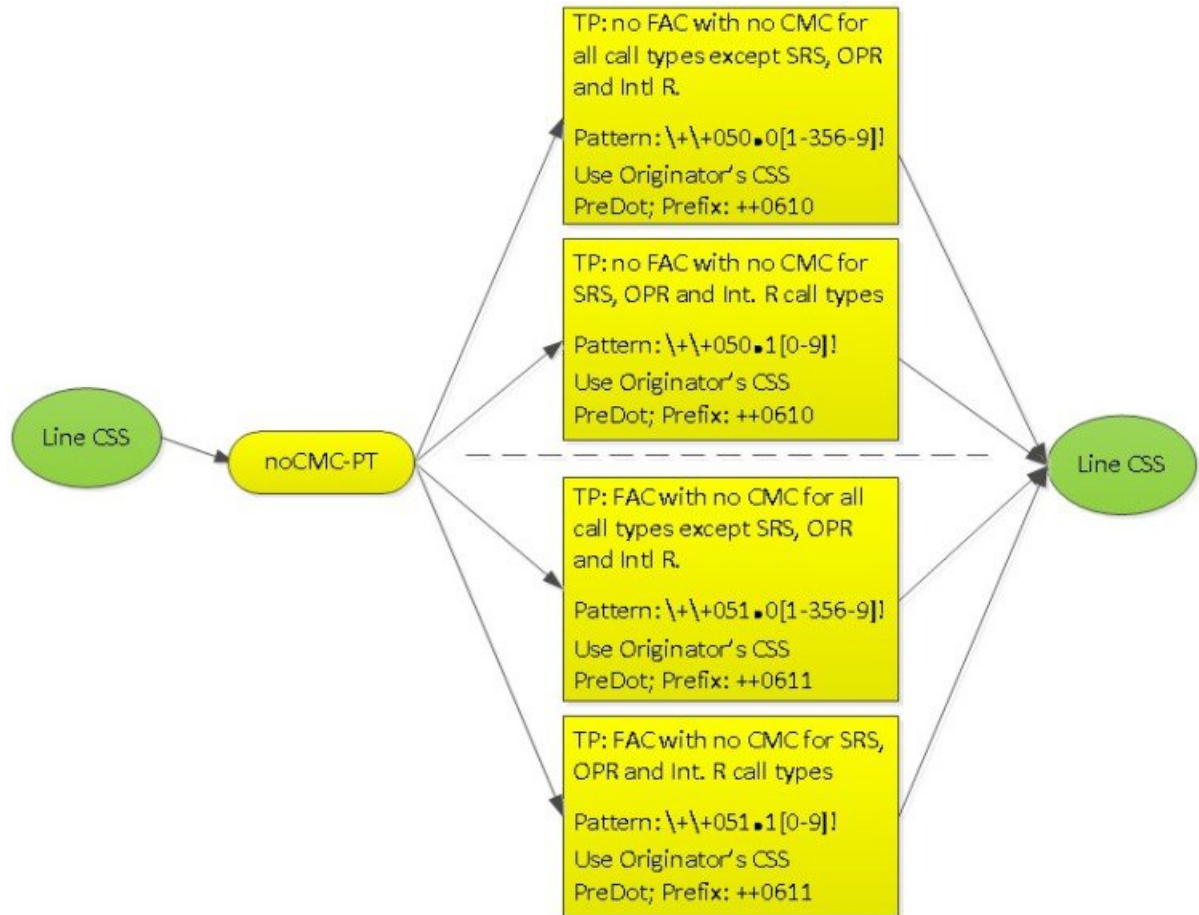 TP: no FAC with no CMC for
all call types except SRS, OPR
and Intl R.
Pattern: \+\+050.0[1-356-9]!
Use Originator's CSS
PreDot; Prefix: ++0610
TP: no FAC with no CMC for
SRS, OPR and Int. R call types
Pattern: \+\+050.1[0-9]!
Use Originator's CSS
PreDot; Prefix: ++0610
Line CSS
noCMC-PT
Line CSS
TP: FAC with no CMC for all
call types except SRS, OPR
and Intl R.
Pattern: \+\+051.0[1-356-9]!
Use Originator's CSS
PreDot; Prefix: ++0611
TP: FAC with no CMC for SRS,
OPR and Int. R call types
Pattern: \+\+051.1[0-9]!
Use Originator's CSS
PreDot; Prefix: ++0611